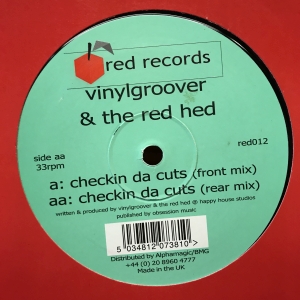 red records
vinylgroover
& the red hed
side aa
33rpm
red012
a: checkin da cuts (front mix)
aa: checkin da cuts (rear mix)
written & produced by vinylgroover & the red hed @ happy house studios
published by obsession music
5 034812 073810 >
Distributed by Alphamagic/BMG
+44 (0) 20 8960 4777
Made in the UK